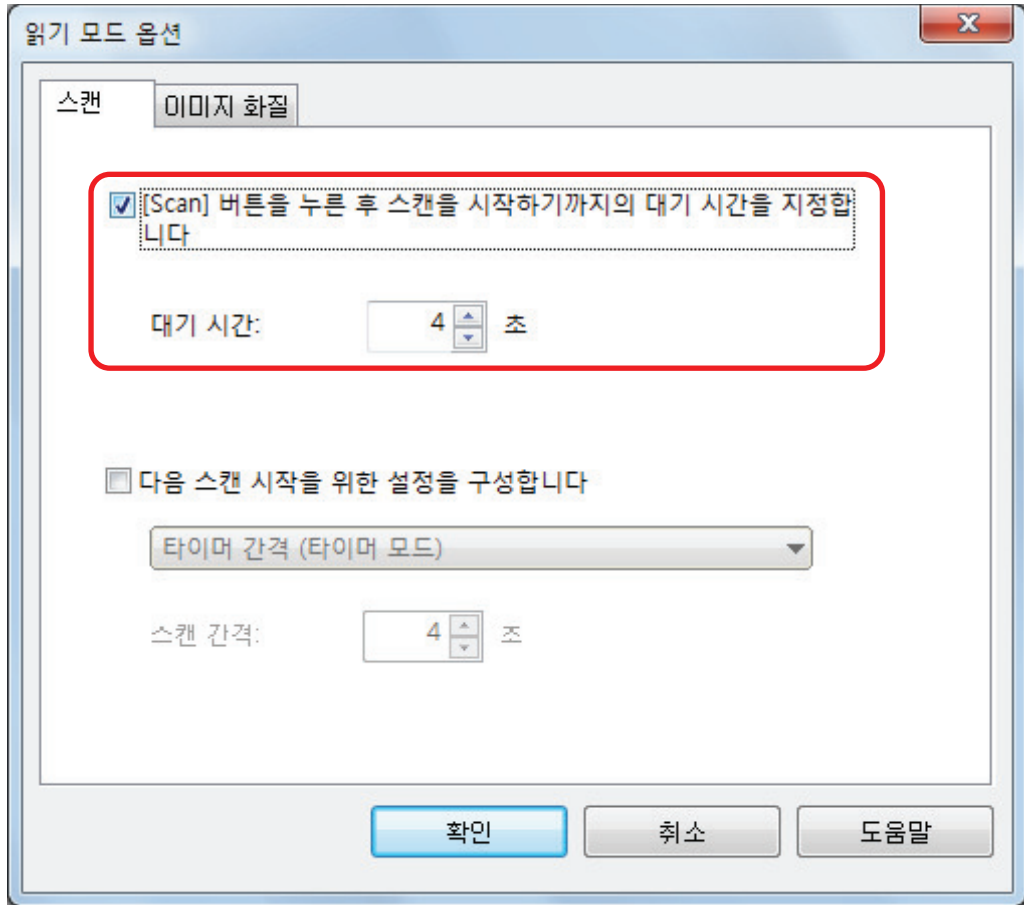 읽기 모드 옵션
스캔
이미지 화질
[Scan] 버튼을 누른 후 스캔을 시작하기까지의 대기 시간을 지정합
니다
대기 시간: 4 초
다음 스캔 시작을 위한 설정을 구성합니다
타이머 간격 (타이머 모드)
스캔 간격: 4 초
확인 취소 도움말